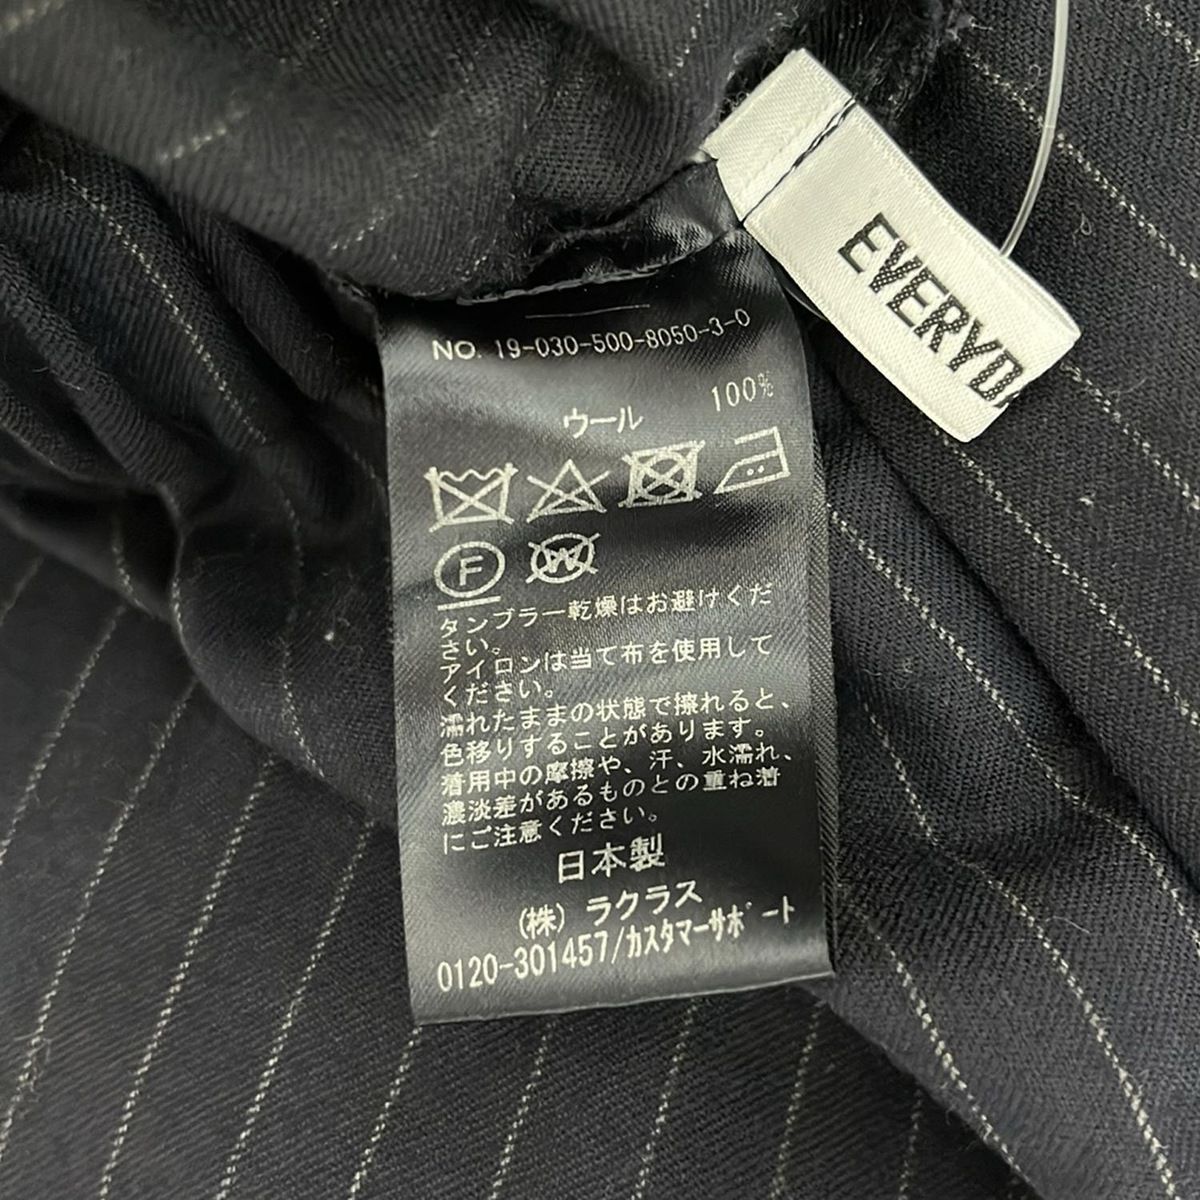 EVERYD
NO. 19-030-500-8050-3-0
ウール 100%
F W
タンブラー乾燥はお避けくだ
さい。
アイロンは当て布を使用して
ください。
濡れたままの状態で擦れると、
色移りすることがあります。
着用中の摩擦や、汗、水濡れ、
濃淡差があるものとの重ね着
にご注意ください。
日本製
(株) ラクラス
0120-301457/カスタマーサポート